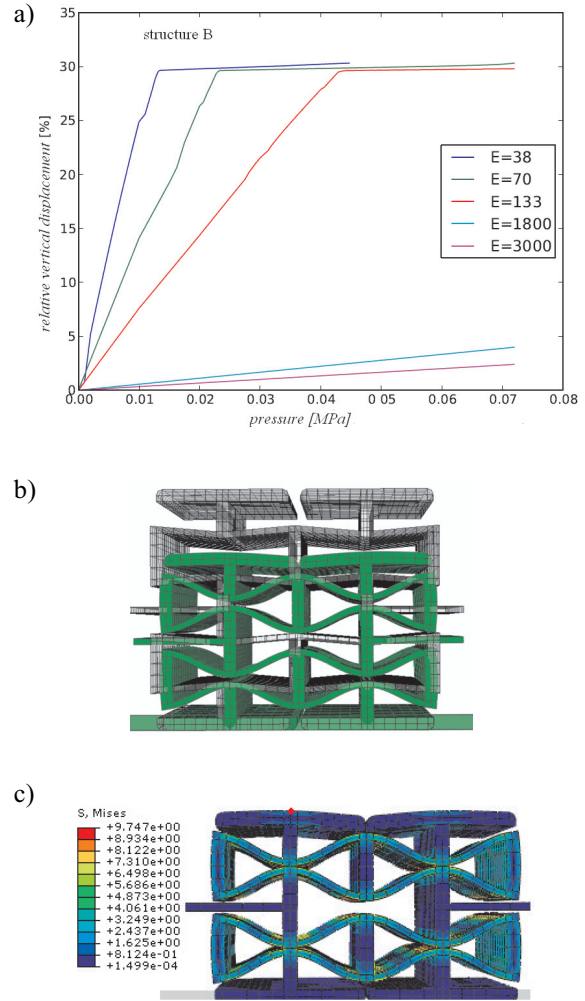 a)
structure B
35
30
25
20
15
10
5
0
relative vertical displacement [%]
E=38
E=70
E=133
E=1800
E=3000
0.00 0.01 0.02 0.03 0.04 0 05 0.06 0.07 0.08
pressure [MPa]
b)
c)
S, Mises
+9.747e+00
+8.934e+00
+8.122e+00
+7.310e+00
+6.498e+00
+5.686e+00
+4.873e+00
+4.061e+00
+3.249e+00
+2.437e+00
+1.625e+00
+8.124e-01
+1.499e-04